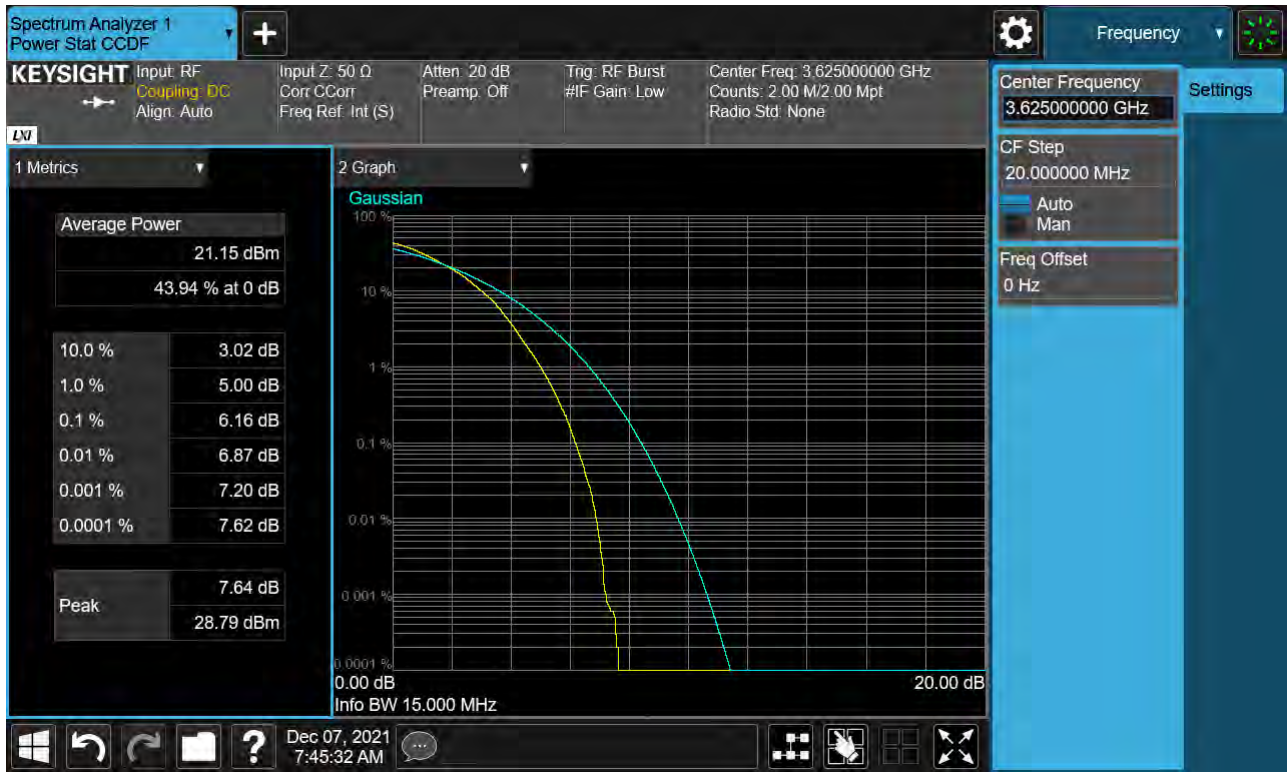 Spectrum Analyzer 1
Power Stat CCDF
Frequency
KEYSIGHT
Input: RF
Coupling: DC
Align: Auto
Input Z: 50 Ω
Corr CCorr
Freq Ref: Int (S)
Atten: 20 dB
Preamp: Off
Trig: RF Burst
#IF Gain: Low
Center Freq: 3.625000000 GHz
Counts: 2.00 M/2.00 Mpt
Radio Std: None
LXI
Center Frequency
3.625000000 GHz
Settings
CF Step
20.000000 MHz
Auto
Man
Freq Offset
0 Hz
1 Metrics
Average Power
21.15 dBm
43.94 % at 0 dB
10.0 % 3.02 dB
1.0 % 5.00 dB
0.1 % 6.16 dB
0.01 % 6.87 dB
0.001 % 7.20 dB
0.0001 % 7.62 dB
Peak
7.64 dB
28.79 dBm
2 Graph
Gaussian
100 %
10 %
1 %
0.1 %
0.01 %
0.001 %
0.0001 %
0.00 dB 20.00 dB
Info BW 15.000 MHz
?
Dec 07, 2021
7:45:32 AM